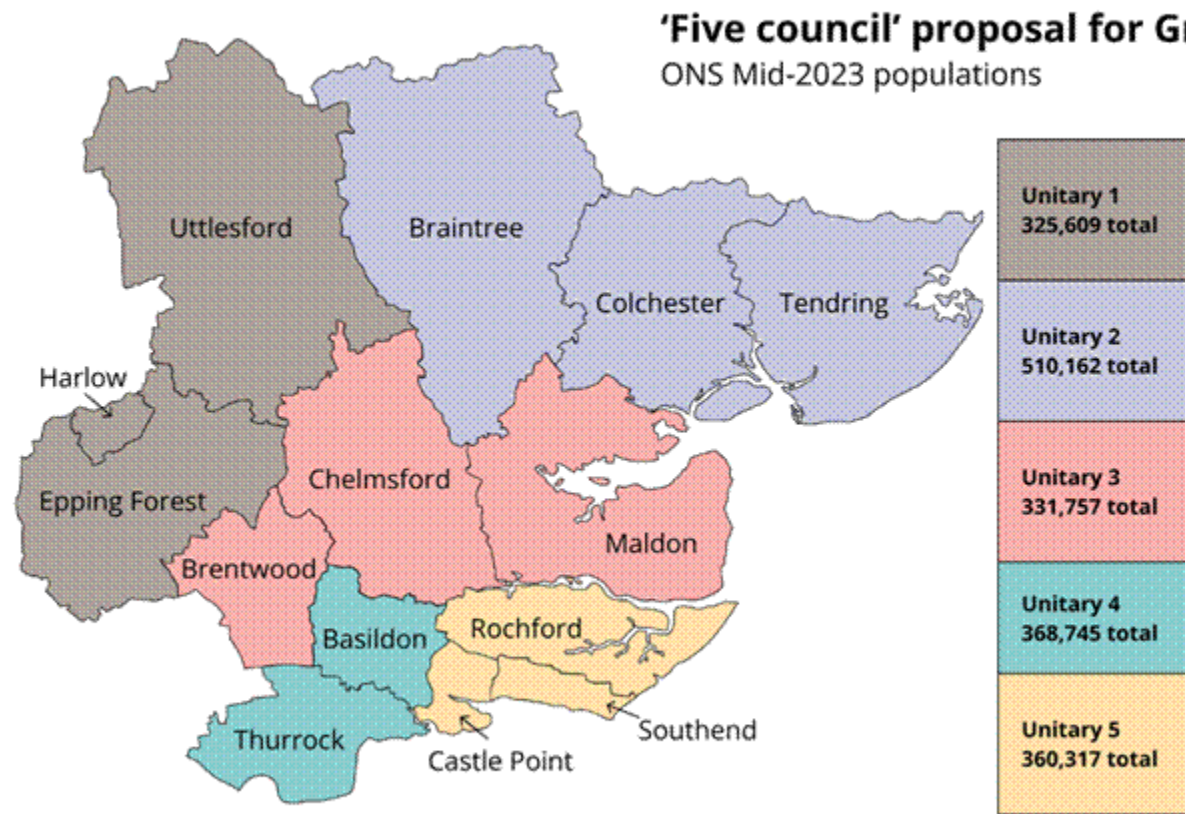 ‘Five council’ proposal for Gr
ONS Mid-2023 populations
Uttlesford
Braintree
Colchester
Tendring
Harlow
Epping Forest
Chelmsford
Maldon
Brentwood
Basildon
Rochford
Thurrock
Southend
Castle Point
Unitary 1
325,609 total
Unitary 2
510,162 total
Unitary 3
331,757 total
Unitary 4
368,745 total
Unitary 5
360,317 total